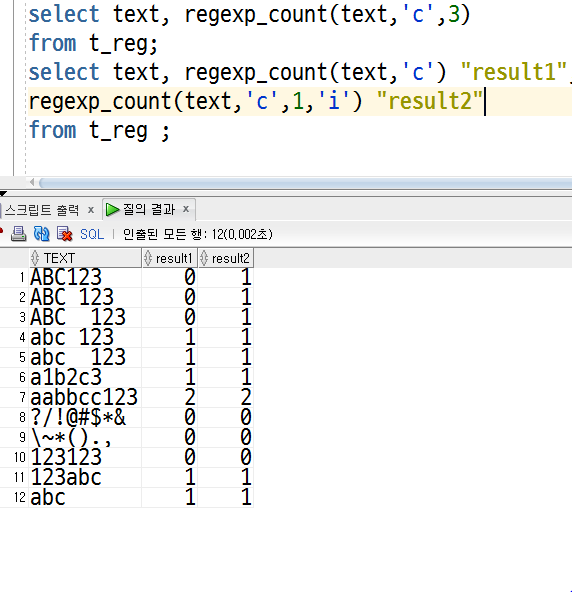 select text, regexp_count(text,'c',3)
from t_reg;
select text, regexp_count(text,'c') "result1",
regexp_count(text,'c',1,'i') "result2"
from t_reg ;
스크립트 출력 x 질의 결과 x
SQL | 인출된 모든 행: 12(0,002초)
TEXT result1 result2
1 ABC123 0 1
2 ABC 123 0 1
3 ABC  123 0 1
4 abc 123 1 1
5 abc  123 1 1
6 a1b2c3 1 1
7 aabbcc123 2 2
8 ?/!@#$*& 0 0
9 \~*()., 0 0
10 123123 0 0
11 123abc 1 1
12 abc 1 1